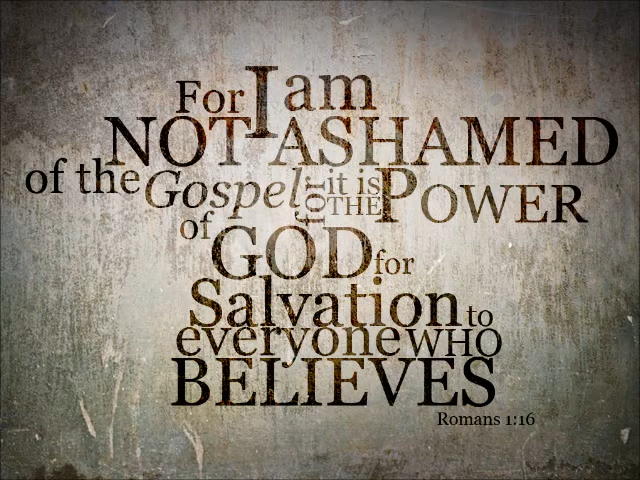 For I am
NOT ASHAMED
of the Gospel for it is THE POWER
of GOD for
Salvation to
everyone WHO
BELIEVES
Romans 1:16